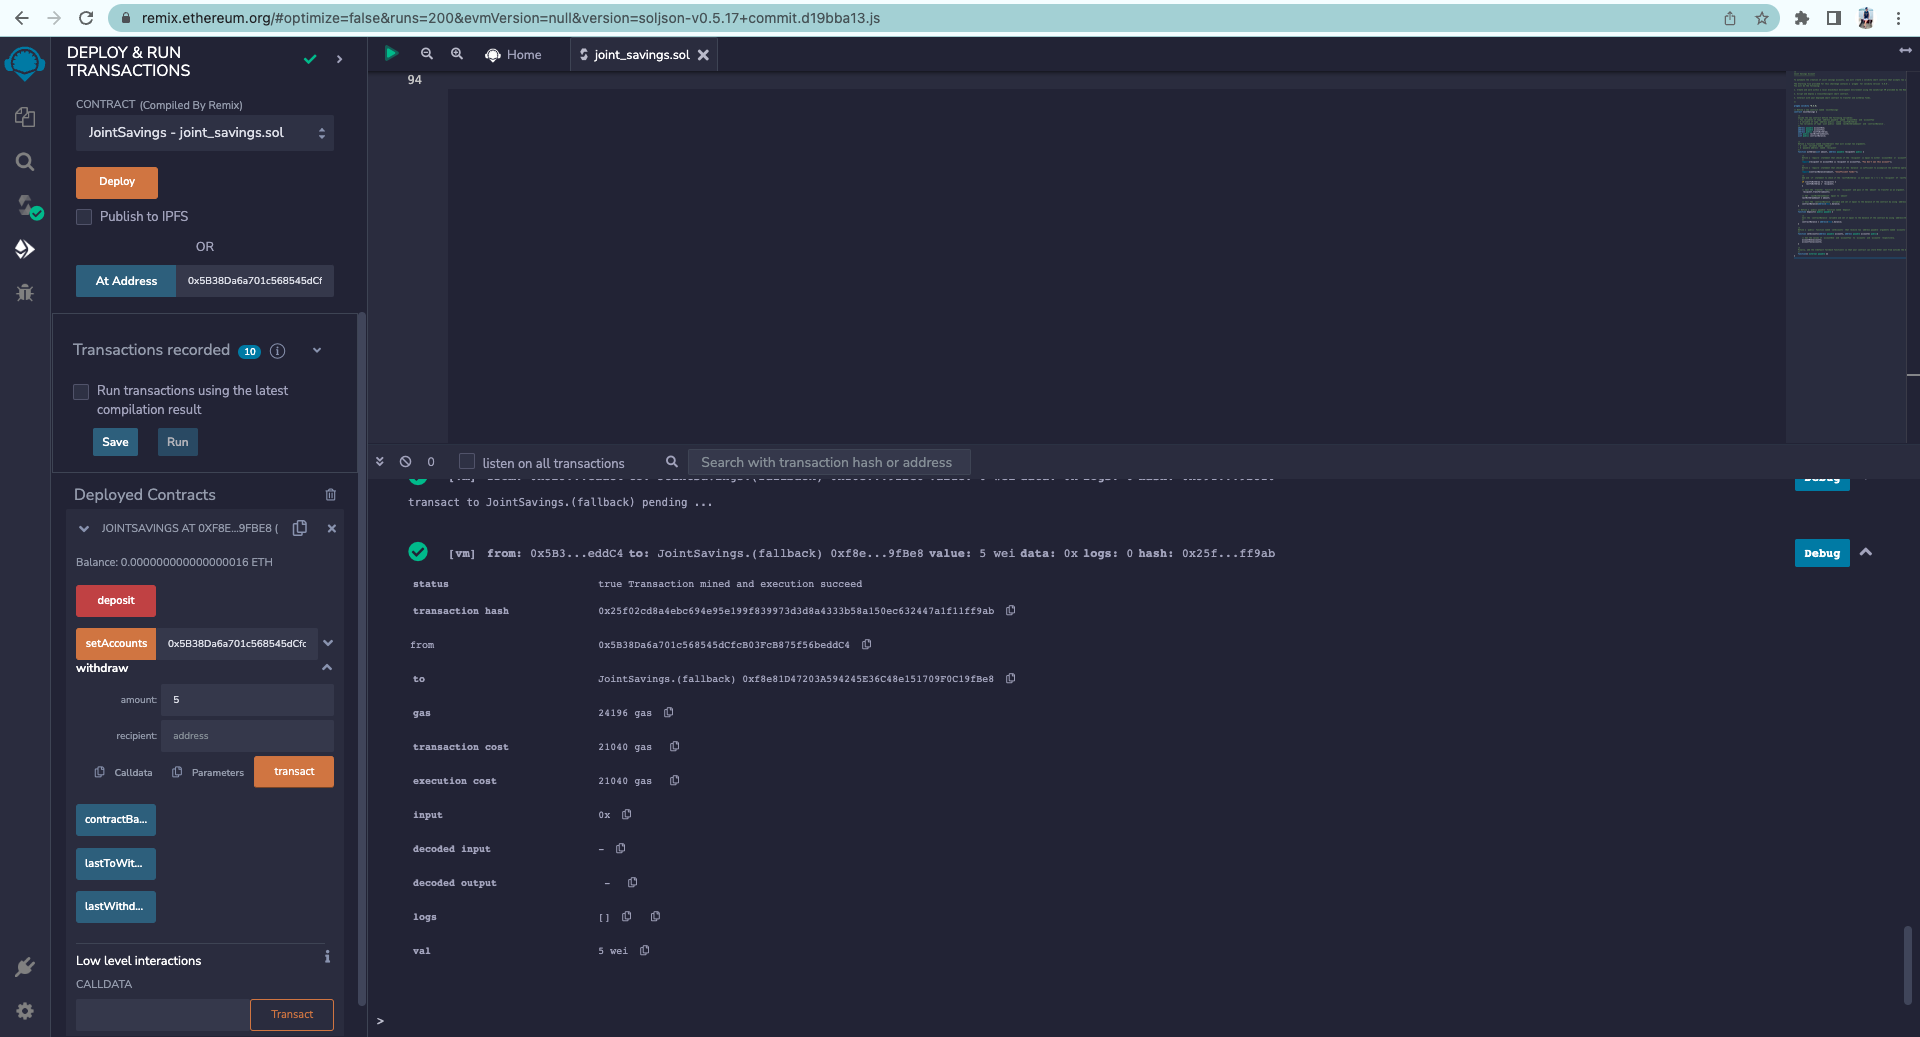 remix.ethereum.org/#optimize=false&runs=200&evmVersion=null&version=soljson-v0.5.17+commit.d19bba13.js
DEPLOY & RUN
TRANSACTIONS
CONTRACT (Compiled By Remix)
JointSavings - joint_savings.sol
Deploy
Publish to IPFS
OR
At Address
0x5B38Da6a701c568545dCf
Transactions recorded 10
Run transactions using the latest
compilation result
Save
Run
Deployed Contracts
JOINTSAVINGS AT 0XF8E...9FBE8 (
Balance: 0.000000000000000016 ETH
deposit
setAccounts
0x5B38Da6a701c568545dCfc
withdraw
amount: 5
recipient: address
Calldata
Parameters
transact
contractBa...
lastToWit...
lastWithd...
Low level interactions
CALLDATA
Transact
Home
joint_savings.sol
94
0
listen on all transactions
Search with transaction hash or address
Debug
transact to JointSavings.(fallback) pending ...
[vm] from: 0x5B3...eddC4 to: JointSavings.(fallback) 0xf8e...9fBe8 value: 5 wei data: 0x logs: 0 hash: 0x25f...ff9ab
Debug
status true Transaction mined and execution succeed
transaction hash 0x25f02cd8a4ebc694e95e199f839973d3d8a4333b58a150ec632447a1f11ff9ab
from 0x5B38Da6a701c568545dCfcB03FcB875f56beddC4
to JointSavings.(fallback) 0xf8e81D47203A594245E36C48e151709F0C19fBe8
gas 24196 gas
transaction cost 21040 gas
execution cost 21040 gas
input 0x
decoded input -
decoded output -
logs []
val 5 wei
>